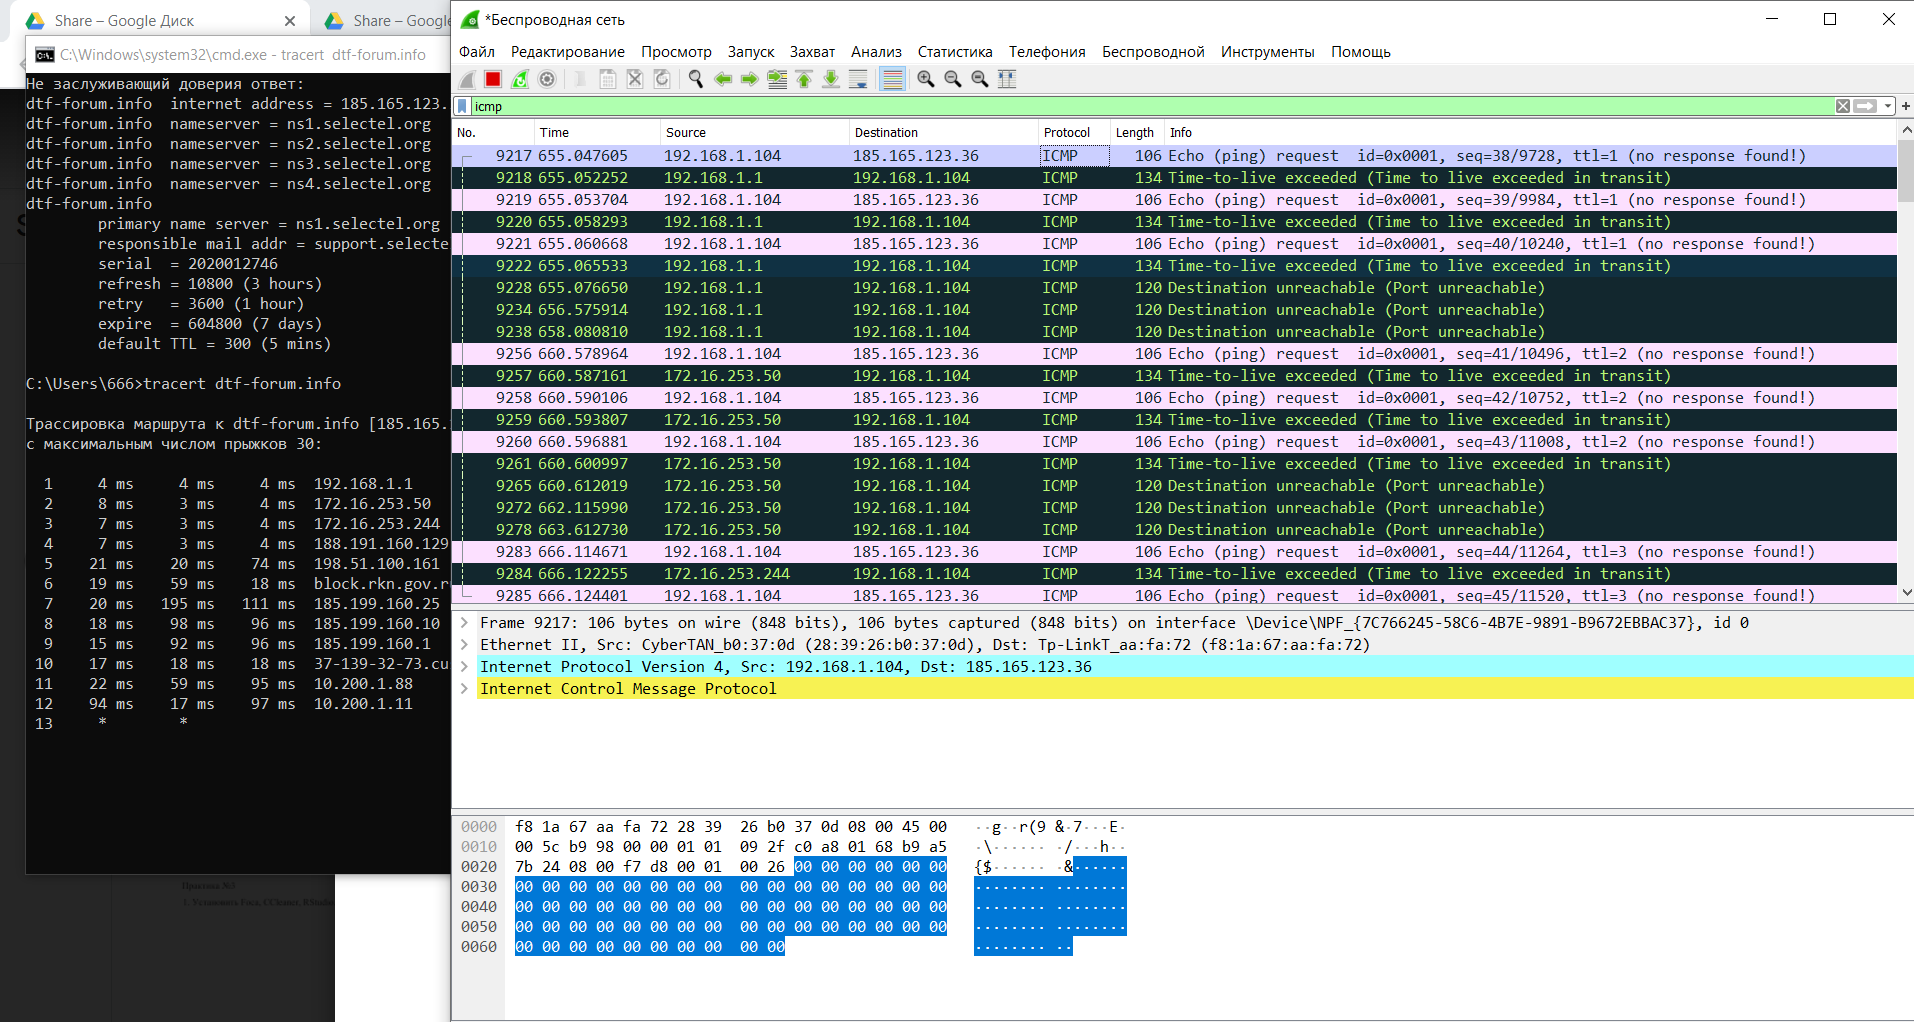 Share – Google Диск
Share – Google
C:\Windows\system32\cmd.exe - tracert dtf-forum.info
Не заслуживающий доверия ответ:
dtf-forum.info internet address = 185.165.123.
dtf-forum.info nameserver = ns1.selectel.org
dtf-forum.info nameserver = ns2.selectel.org
dtf-forum.info nameserver = ns3.selectel.org
dtf-forum.info nameserver = ns4.selectel.org
dtf-forum.info
primary name server = ns1.selectel.org
responsible mail addr = support.selecte
serial = 2020012746
refresh = 10800 (3 hours)
retry = 3600 (1 hour)
expire = 604800 (7 days)
default TTL = 300 (5 mins)
C:\Users\666>tracert dtf-forum.info
Трассировка маршрута к dtf-forum.info [185.165.
с максимальным числом прыжков 30:
1 4 ms 4 ms 4 ms 192.168.1.1
2 8 ms 3 ms 4 ms 172.16.253.50
3 7 ms 3 ms 4 ms 172.16.253.244
4 7 ms 3 ms 4 ms 188.191.160.129
5 21 ms 20 ms 74 ms 198.51.100.161
6 19 ms 59 ms 18 ms block.rkn.gov.r
7 20 ms 195 ms 111 ms 185.199.160.25
8 18 ms 98 ms 96 ms 185.199.160.10
9 15 ms 92 ms 96 ms 185.199.160.1
10 17 ms 18 ms 18 ms 37-139-32-73.cu
11 22 ms 59 ms 95 ms 10.200.1.88
12 94 ms 17 ms 97 ms 10.200.1.11
13 * *
Практика №3
*Беспроводная сеть
Файл Редактирование Просмотр Запуск Захват Анализ Статистика Телефония Беспроводной Инструменты Помощь
icmp
No. Time Source Destination Protocol Length Info
9217 655.047605 192.168.1.104 185.165.123.36 ICMP 106 Echo (ping) request id=0x0001, seq=38/9728, ttl=1 (no response found!)
9218 655.052252 192.168.1.1 192.168.1.104 ICMP 134 Time-to-live exceeded (Time to live exceeded in transit)
9219 655.053704 192.168.1.104 185.165.123.36 ICMP 106 Echo (ping) request id=0x0001, seq=39/9984, ttl=1 (no response found!)
9220 655.058293 192.168.1.1 192.168.1.104 ICMP 134 Time-to-live exceeded (Time to live exceeded in transit)
9221 655.060668 192.168.1.104 185.165.123.36 ICMP 106 Echo (ping) request id=0x0001, seq=40/10240, ttl=1 (no response found!)
9222 655.065533 192.168.1.1 192.168.1.104 ICMP 134 Time-to-live exceeded (Time to live exceeded in transit)
9228 655.076650 192.168.1.1 192.168.1.104 ICMP 120 Destination unreachable (Port unreachable)
9234 656.575914 192.168.1.1 192.168.1.104 ICMP 120 Destination unreachable (Port unreachable)
9238 658.080810 192.168.1.1 192.168.1.104 ICMP 120 Destination unreachable (Port unreachable)
9256 660.578964 192.168.1.104 185.165.123.36 ICMP 106 Echo (ping) request id=0x0001, seq=41/10496, ttl=2 (no response found!)
9257 660.587161 172.16.253.50 192.168.1.104 ICMP 134 Time-to-live exceeded (Time to live exceeded in transit)
9258 660.590106 192.168.1.104 185.165.123.36 ICMP 106 Echo (ping) request id=0x0001, seq=42/10752, ttl=2 (no response found!)
9259 660.593807 172.16.253.50 192.168.1.104 ICMP 134 Time-to-live exceeded (Time to live exceeded in transit)
9260 660.596881 192.168.1.104 185.165.123.36 ICMP 106 Echo (ping) request id=0x0001, seq=43/11008, ttl=2 (no response found!)
9261 660.600997 172.16.253.50 192.168.1.104 ICMP 134 Time-to-live exceeded (Time to live exceeded in transit)
9265 660.612019 172.16.253.50 192.168.1.104 ICMP 120 Destination unreachable (Port unreachable)
9272 662.115990 172.16.253.50 192.168.1.104 ICMP 120 Destination unreachable (Port unreachable)
9278 663.612730 172.16.253.50 192.168.1.104 ICMP 120 Destination unreachable (Port unreachable)
9283 666.114671 192.168.1.104 185.165.123.36 ICMP 106 Echo (ping) request id=0x0001, seq=44/11264, ttl=3 (no response found!)
9284 666.122255 172.16.253.244 192.168.1.104 ICMP 134 Time-to-live exceeded (Time to live exceeded in transit)
9285 666.124401 192.168.1.104 185.165.123.36 ICMP 106 Echo (ping) request id=0x0001, seq=45/11520, ttl=3 (no response found!)
Frame 9217: 106 bytes on wire (848 bits), 106 bytes captured (848 bits) on interface \Device\NPF_{7C766245-58C6-4B7E-9891-B9672EBBAC37}, id 0
Ethernet II, Src: CyberTAN_b0:37:0d (28:39:26:b0:37:0d), Dst: Tp-LinkT_aa:fa:72 (f8:1a:67:aa:fa:72)
Internet Protocol Version 4, Src: 192.168.1.104, Dst: 185.165.123.36
Internet Control Message Protocol
0000 f8 1a 67 aa fa 72 28 39 26 b0 37 0d 08 00 45 00 ··g··r(9 &·7···E·
0010 00 5c b9 98 00 00 01 01 09 2f c0 a8 01 68 b9 a5 ·\······ ·/···h··
0020 7b 24 08 00 f7 d8 00 01 00 26 00 00 00 00 00 00 {$······ ·&······
0030 00 00 00 00 00 00 00 00 00 00 00 00 00 00 00 00 ········ ········
0040 00 00 00 00 00 00 00 00 00 00 00 00 00 00 00 00 ········ ········
0050 00 00 00 00 00 00 00 00 00 00 00 00 00 00 00 00 ········ ········
0060 00 00 00 00 00 00 00 00 00 00 ········ ··